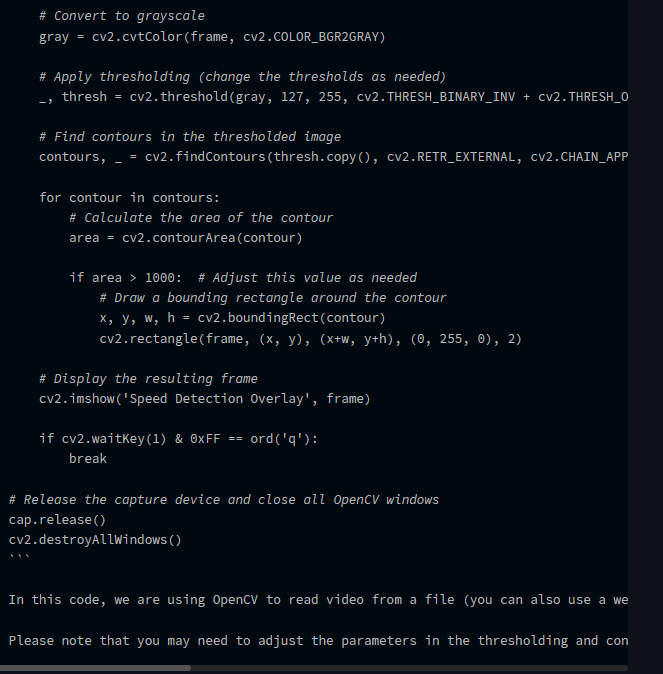 # Convert to grayscale
gray = cv2.cvtColor(frame, cv2.COLOR_BGR2GRAY)
# Apply thresholding (change the thresholds as needed)
_, thresh = cv2.threshold(gray, 127, 255, cv2.THRESH_BINARY_INV + cv2.THRESH_O
# Find contours in the thresholded image
contours, _ = cv2.findContours(thresh.copy(), cv2.RETR_EXTERNAL, cv2.CHAIN_APP
for contour in contours:
# Calculate the area of the contour
area = cv2.contourArea(contour)
if area > 1000:  # Adjust this value as needed
# Draw a bounding rectangle around the contour
x, y, w, h = cv2.boundingRect(contour)
cv2.rectangle(frame, (x, y), (x+w, y+h), (0, 255, 0), 2)
# Display the resulting frame
cv2.imshow('Speed Detection Overlay', frame)
if cv2.waitKey(1) & 0xFF == ord('q'):
break
# Release the capture device and close all OpenCV windows
cap.release()
cv2.destroyAllWindows()
```
In this code, we are using OpenCV to read video from a file (you can also use a we
Please note that you may need to adjust the parameters in the thresholding and con